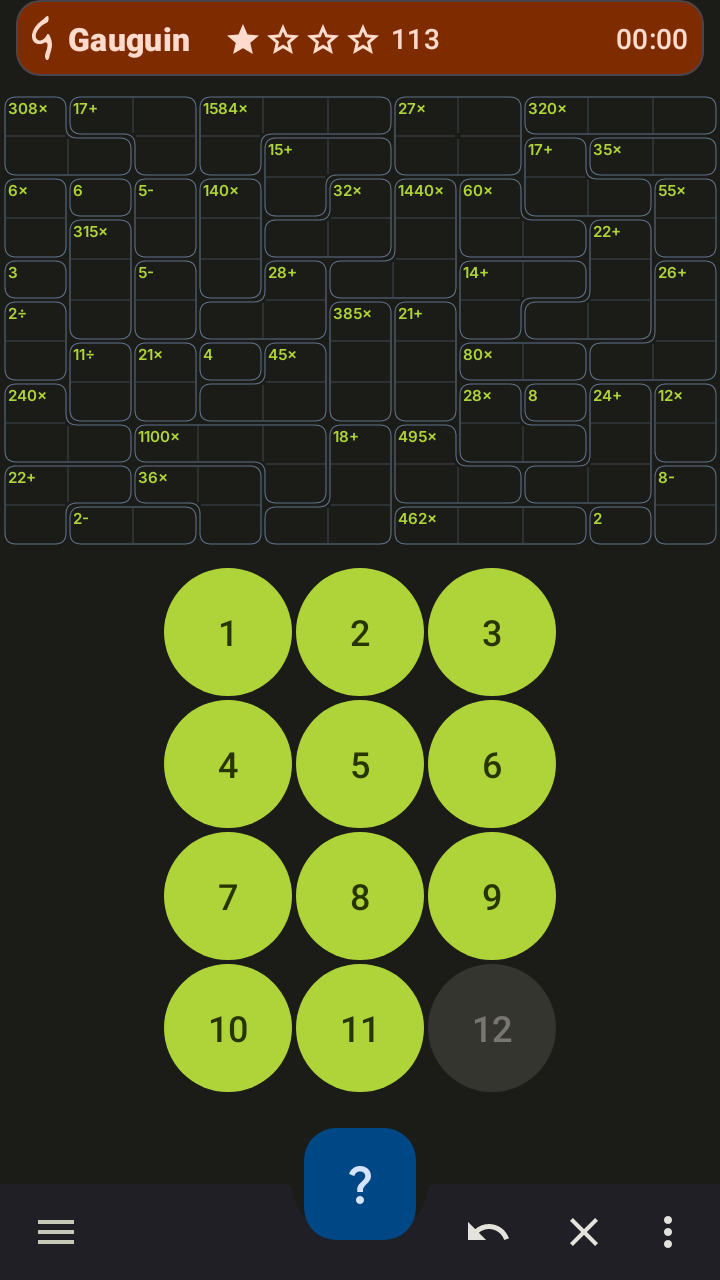 Gauguin 113 00:00
308× 17+ 1584× 27× 320×
15+ 17+ 35×
6× 6 5- 140× 32× 1440× 60× 55×
315× 22+
3 5- 28+ 14+ 26+
2÷ 385× 21+
11÷ 21× 4 45× 80×
240× 28× 8 24+ 12×
1100× 18+ 495×
22+ 36× 8-
2- 462× 2
1 2 3
4 5 6
7 8 9
10 11 12
?